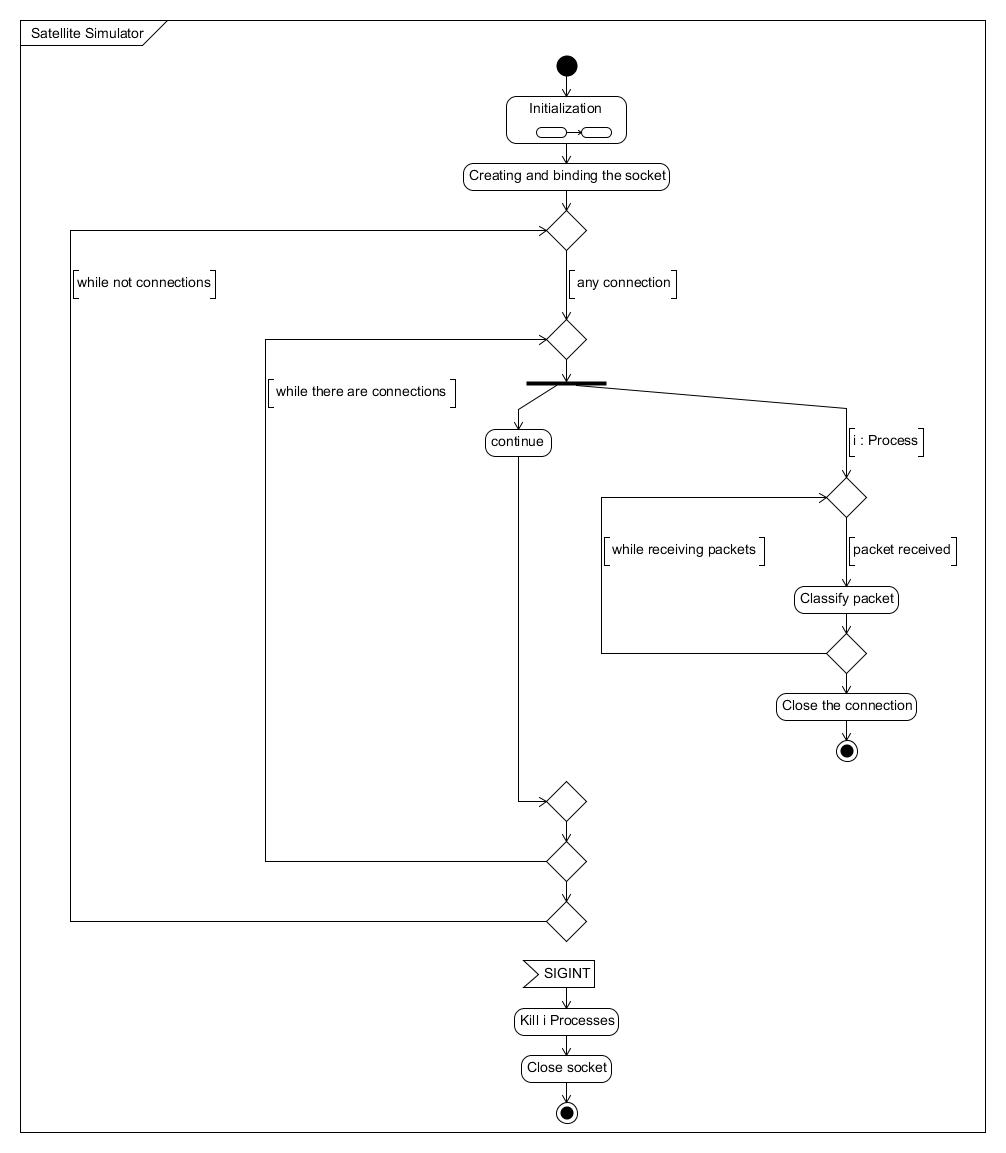 Satellite Simulator
Initialization
Creating and binding the socket
while not connections
any connection
while there are connections
continue
i : Process
while receiving packets
packet received
Classify packet
Close the connection
SIGINT
Kill i Processes
Close socket